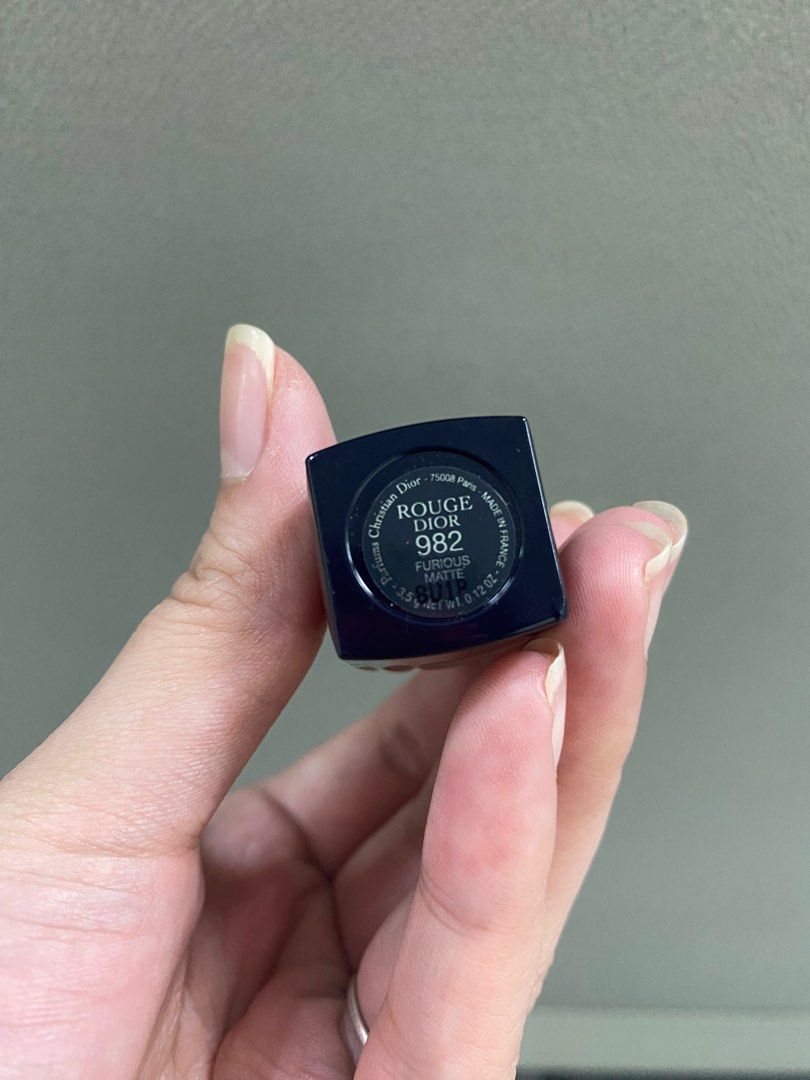 Parfums Christian Dior - 75008 Paris - MADE IN FRANCE -
ROUGE
DIOR
982
FURIOUS
MATTE
8U1P
3,5 g NET WT. 0.12 OZ -